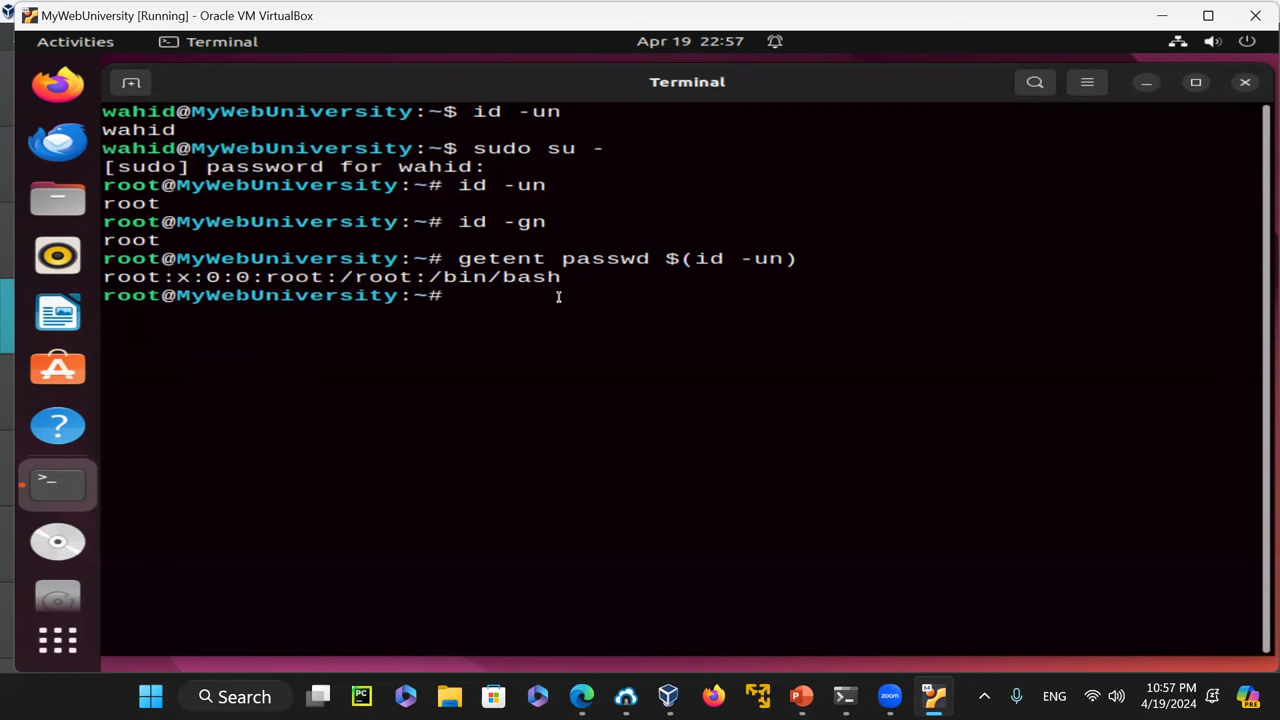 MyWebUniversity [Running] - Oracle VM VirtualBox
Activities Terminal Apr 19 22:57
Terminal
wahid@MyWebUniversity:~$ id -un
wahid
wahid@MyWebUniversity:~$ sudo su -
[sudo] password for wahid:
root@MyWebUniversity:~# id -un
root
root@MyWebUniversity:~# id -gn
root
root@MyWebUniversity:~# getent passwd $(id -un)
root:x:0:0:root:/root:/bin/bash
root@MyWebUniversity:~#
>_
?
PC
zoom
Search
ENG
10:57 PM
4/19/2024
PRE